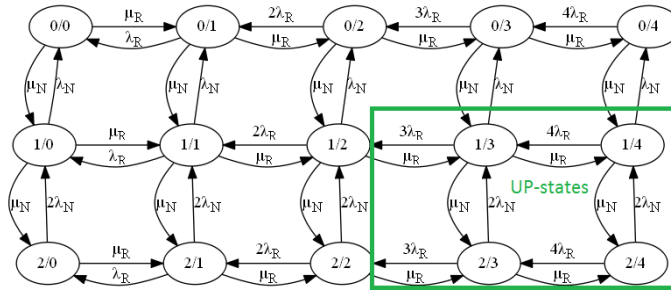 0/0 μR λR 0/1 2λR μR 0/2 3λR μR 0/3 4λR μR 0/4
μN λN μN λN μN λN μN λN μN λN
1/0 μR λR 1/1 2λR μR 1/2 3λR μR 1/3 4λR μR 1/4
UP-states
μN 2λN μN 2λN μN 2λN μN 2λN μN 2λN
2/0 μR λR 2/1 2λR μR 2/2 3λR μR 2/3 4λR μR 2/4